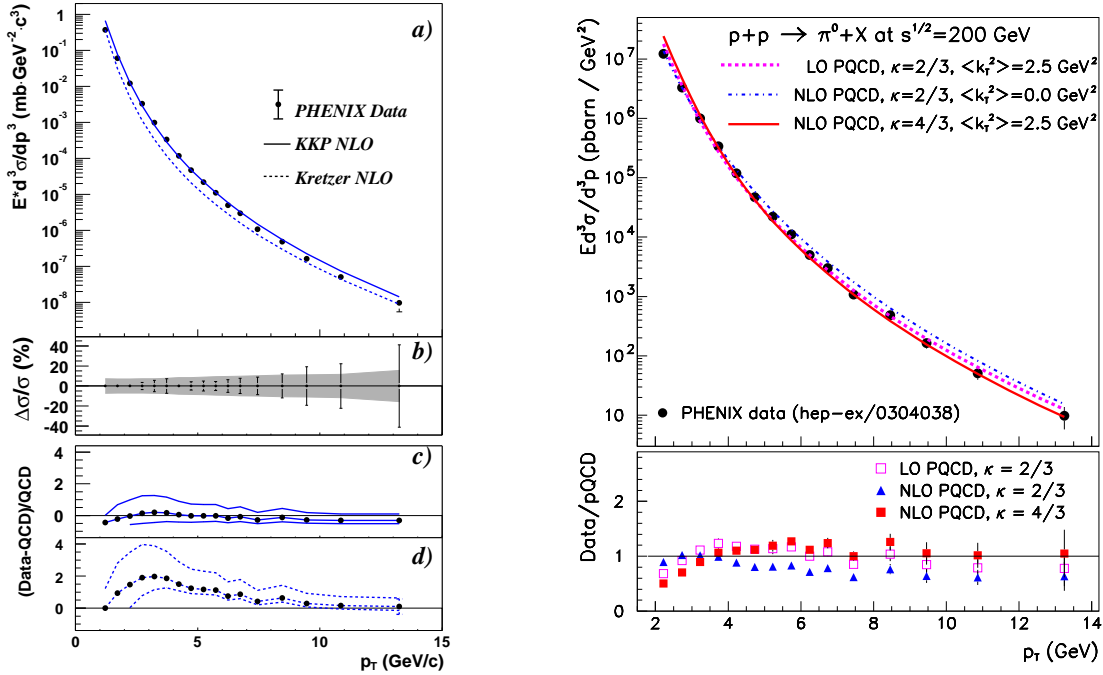 E*d³σ/dp³ (mb·GeV⁻²·c³)
1
10⁻¹
10⁻²
10⁻³
10⁻⁴
10⁻⁵
10⁻⁶
10⁻⁷
10⁻⁸
a)
PHENIX Data
KKP NLO
Kretzer NLO
Δσ/σ (%)
b)
40
20
0
-20
-40
(Data-QCD)/QCD
c)
4
2
0
d)
4
2
0
0
5
10
15
p_T (GeV/c)
Ed³σ/d³p (pbarn / GeV²)
10⁷
10⁶
10⁵
10⁴
10³
10²
10
p+p → π⁰+X at s^{1/2}=200 GeV
LO PQCD, κ=2/3, <k_T²>=2.5 GeV²
NLO PQCD, κ=2/3, <k_T²>=0.0 GeV²
NLO PQCD, κ=4/3, <k_T²>=2.5 GeV²
PHENIX data (hep-ex/0304038)
Data/pQCD
2
1
0
LO PQCD, κ = 2/3
NLO PQCD, κ = 2/3
NLO PQCD, κ = 4/3
2
4
6
8
10
12
14
p_T (GeV)